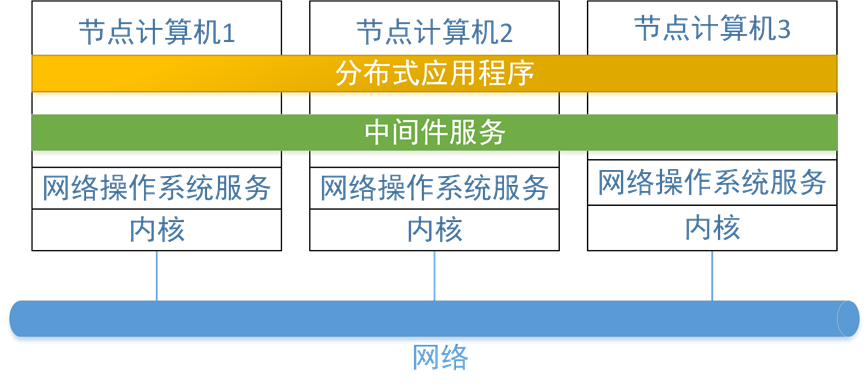 节点计算机1
节点计算机2
节点计算机3
分布式应用程序
中间件服务
网络操作系统服务
网络操作系统服务
网络操作系统服务
内核
内核
内核
网络